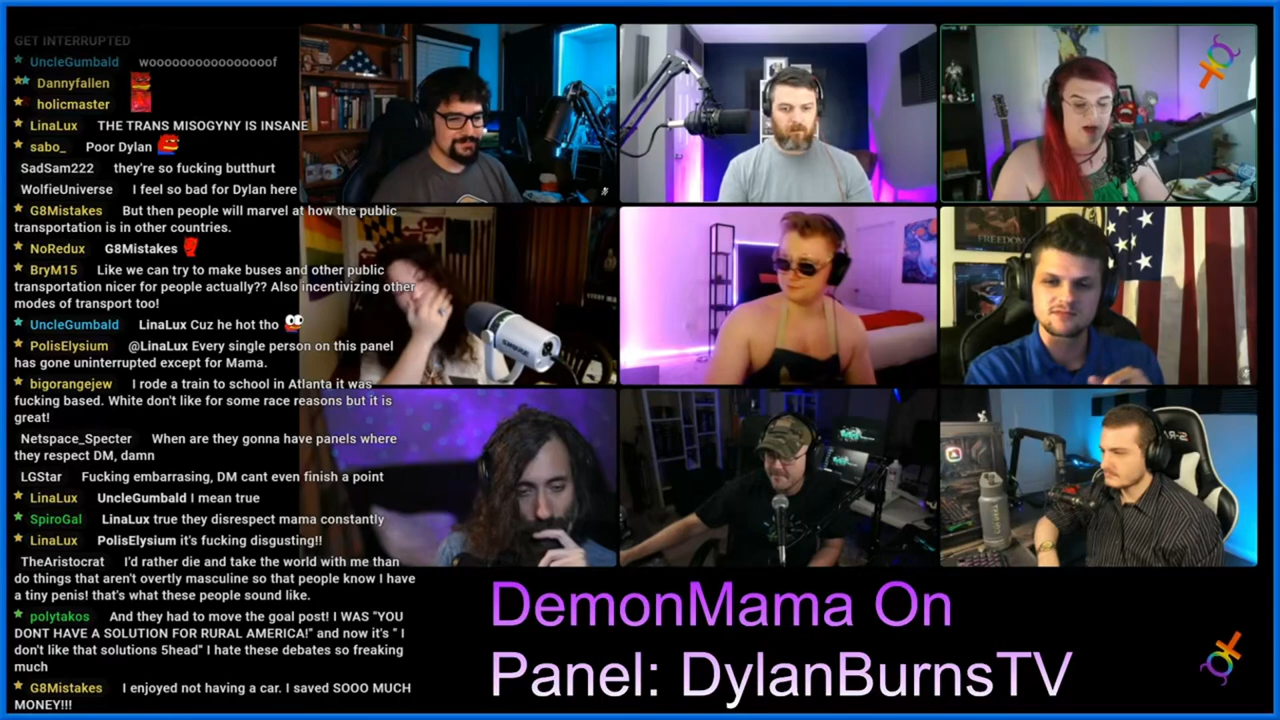 GET INTERRUPTED
UncleGumbald woooooooooooooooof
Dannyfallen
holicmaster
LinaLux THE TRANS MISOGYNY IS INSANE
sabo_ Poor Dylan
SadSam222 they're so fucking butthurt
WolfieUniverse I feel so bad for Dylan here
G8Mistakes But then people will marvel at how the public
transportation is in other countries.
NoRedux G8Mistakes
BryM15 Like we can try to make buses and other public
transportation nicer for people actually?? Also incentivizing other
modes of transport too!
UncleGumbald LinaLux Cuz he hot tho
PolisElysium @LinaLux Every single person on this panel
has gone uninterrupted except for Mama.
bigorangejew I rode a train to school in Atlanta it was
fucking based. White don't like for some race reasons but it is
great!
Netspace_Specter When are they gonna have panels where
they respect DM, damn
LGStar Fucking embarrasing, DM cant even finish a point
LinaLux UncleGumbald I mean true
SpiroGal LinaLux true they disrespect mama constantly
LinaLux PolisElysium it's fucking disgusting!!
TheAristocrat I'd rather die and take the world with me than
do things that aren't overtly masculine so that people know I have
a tiny penis! that's what these people sound like.
polytakos And they had to move the goal post! I WAS "YOU
DONT HAVE A SOLUTION FOR RURAL AMERICA!" and now it's " I
don't like that solutions 5head" I hate these debates so freaking
much
G8Mistakes I enjoyed not having a car. I saved SOOO MUCH
MONEY!!!
FREEDOM
SHURE
DemonMama On
Panel: DylanBurnsTV